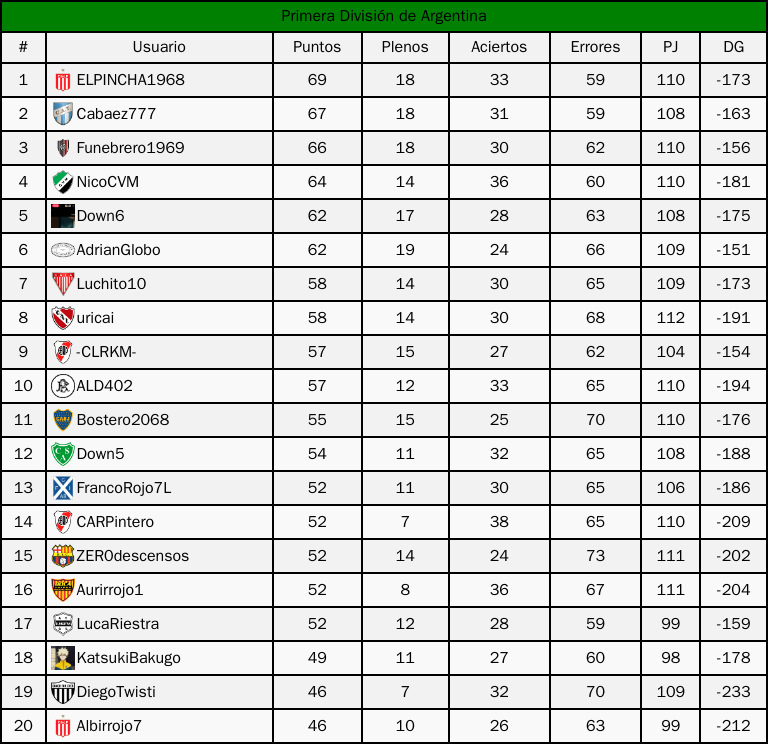 Primera División de Argentina
# Usuario Puntos Plenos Aciertos Errores PJ DG
1 ELPINCHA1968 69 18 33 59 110 -173
2 Cabaez777 67 18 31 59 108 -163
3 Funebrero1969 66 18 30 62 110 -156
4 NicoCVM 64 14 36 60 110 -181
5 Down6 62 17 28 63 108 -175
6 AdrianGlobo 62 19 24 66 109 -151
7 Luchito10 58 14 30 65 109 -173
8 uricai 58 14 30 68 112 -191
9 -CLRKM- 57 15 27 62 104 -154
10 ALD402 57 12 33 65 110 -194
11 Bostero2068 55 15 25 70 110 -176
12 Down5 54 11 32 65 108 -188
13 FrancoRojo7L 52 11 30 65 106 -186
14 CARPintero 52 7 38 65 110 -209
15 ZEROdescensos 52 14 24 73 111 -202
16 Aurirrojo1 52 8 36 67 111 -204
17 LucaRiestra 52 12 28 59 99 -159
18 KatsukiBakugo 49 11 27 60 98 -178
19 DiegoTwisti 46 7 32 70 109 -233
20 Albirrojo7 46 10 26 63 99 -212